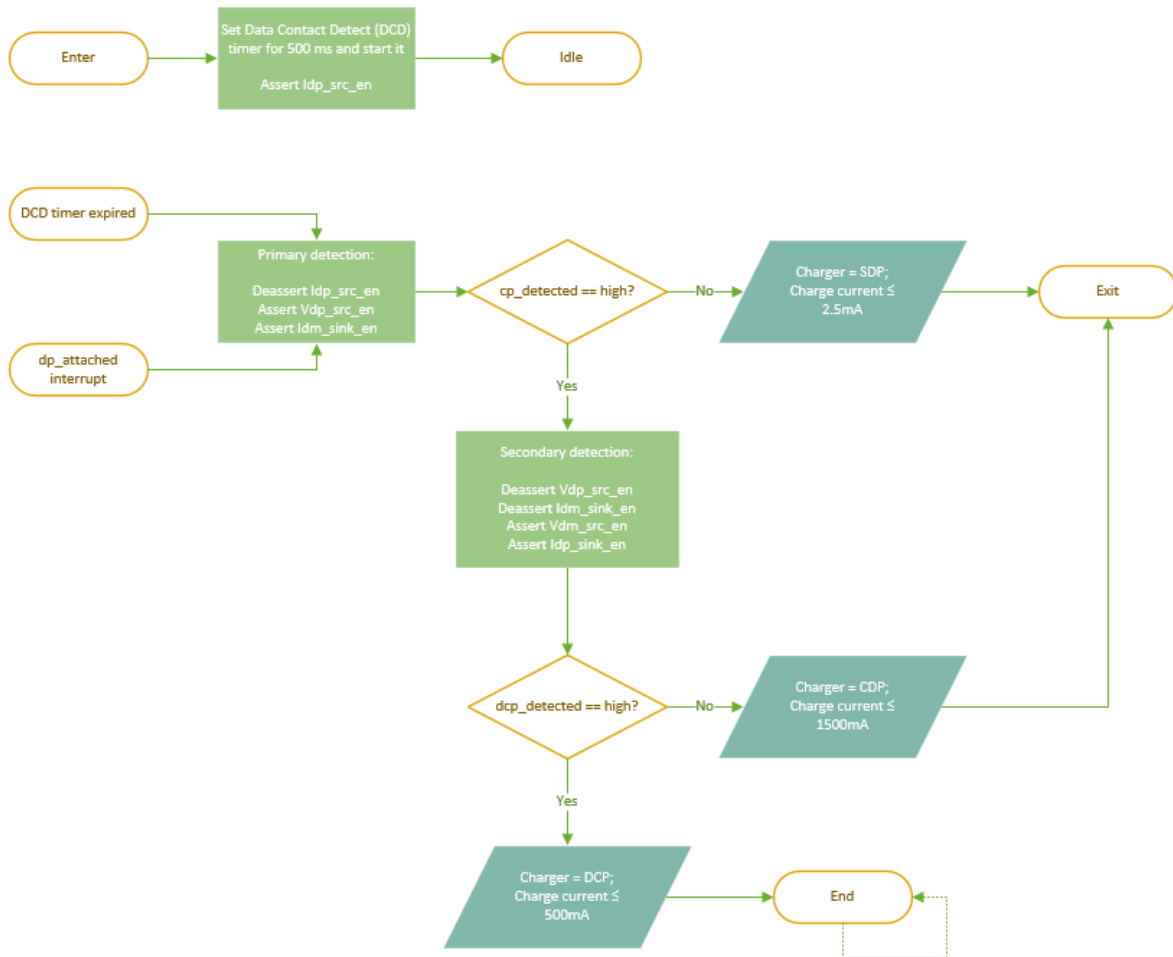 Enter
Set Data Contact Detect (DCD)
timer for 500 ms and start it
Assert Idp_src_en
Idle
DCD timer expired
dp_attached
interrupt
Primary detection:
Deassert Idp_src_en
Assert Vdp_src_en
Assert Idm_sink_en
cp_detected == high?
No
Charger = SDP;
Charge current ≤
2.5mA
Exit
Yes
Secondary detection:
Deassert Vdp_src_en
Deassert Idm_sink_en
Assert Vdm_src_en
Assert Idp_sink_en
dcp_detected == high?
No
Charger = CDP;
Charge current ≤
1500mA
Yes
Charger = DCP;
Charge current ≤
500mA
End